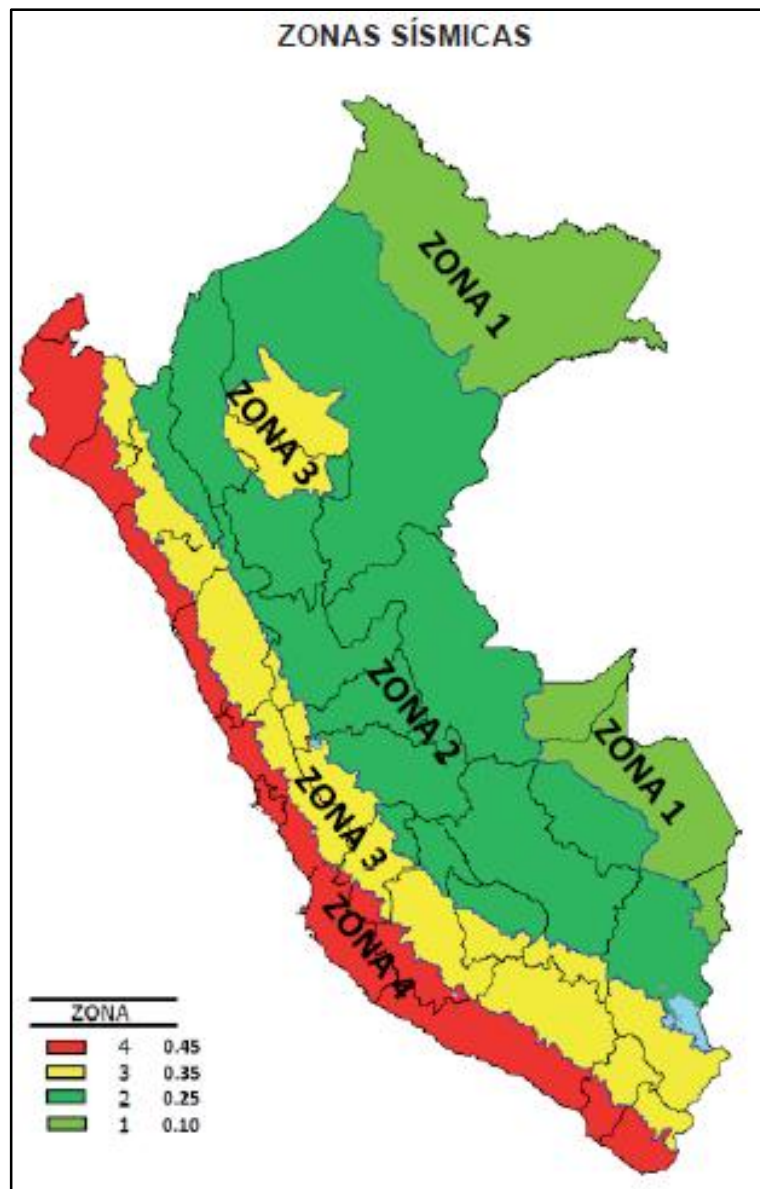 ZONAS SÍSMICAS
ZONA 1
ZONA 3
ZONA 2
ZONA 1
ZONA 3
ZONA 4
ZONA
4 0.45
3 0.35
2 0.25
1 0.10